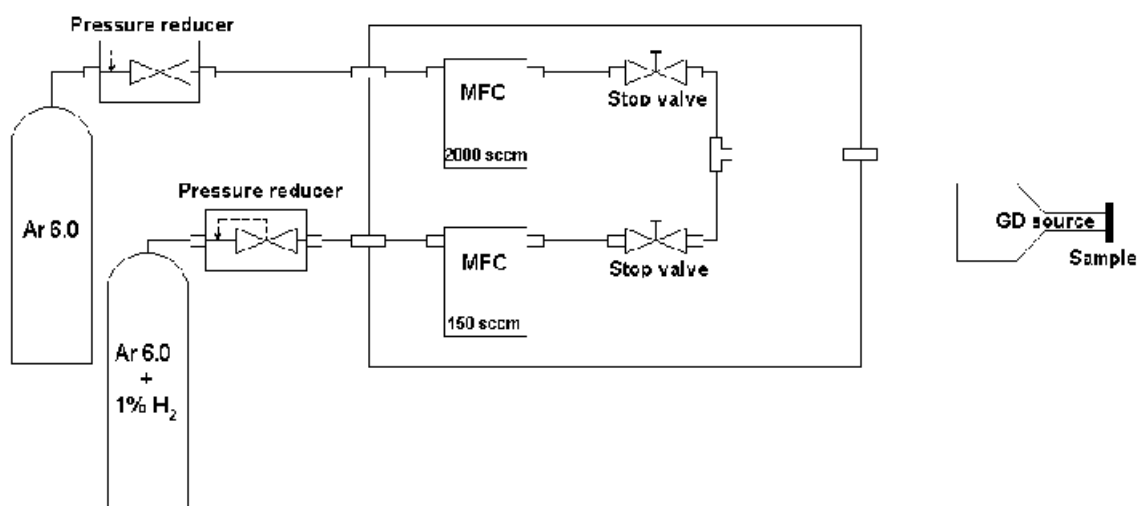 Pressure reducer
MFC
Stop valve
2000 sccm
Ar 6.0
Pressure reducer
GD source
Sample
MFC
Stop valve
150 sccm
Ar 6.0
+
1% H₂